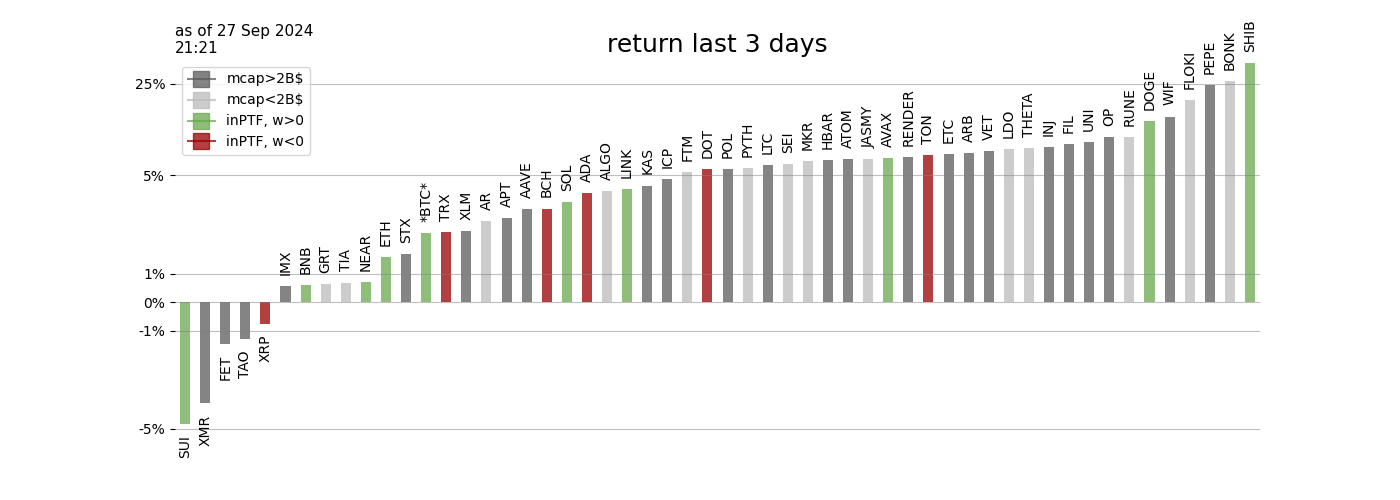 as of 27 Sep 2024
21:21
return last 3 days
mcap>2B$
mcap<2B$
inPTF, w>0
inPTF, w<0
25%
5%
1%
0%
-1%
-5%
SUI
XMR
FET
TAO
XRP
IMX
BNB
GRT
TIA
NEAR
ETH
STX
*BTC*
TRX
XLM
AR
APT
AAVE
BCH
SOL
ADA
ALGO
LINK
KAS
ICP
FTM
DOT
POL
PYTH
LTC
SEI
MKR
HBAR
ATOM
JASMY
AVAX
RENDER
TON
ETC
ARB
VET
LDO
THETA
INJ
FIL
UNI
OP
RUNE
DOGE
WIF
FLOKI
PEPE
BONK
SHIB